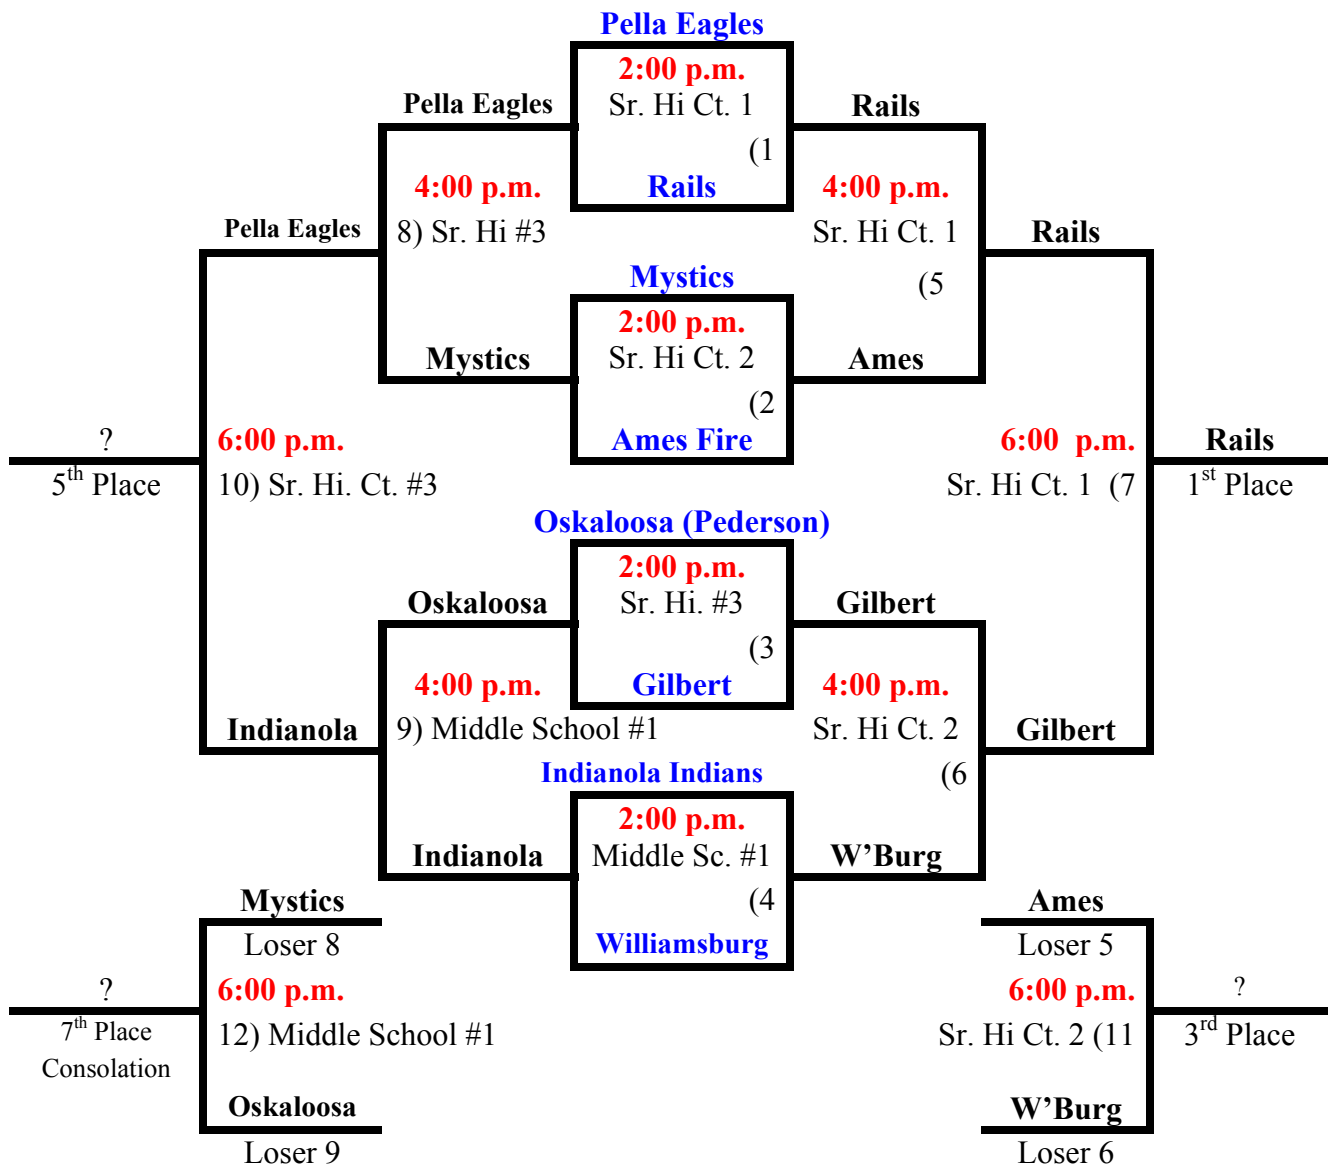 Pella Eagles
2:00 p.m.
Pella Eagles
Sr. Hi Ct. 1
Rails
(1
4:00 p.m.
Rails
4:00 p.m.
Pella Eagles
8) Sr. Hi #3
Sr. Hi Ct. 1
Rails
Mystics
(5
2:00 p.m.
Mystics
Sr. Hi Ct. 2
Ames
(2
?
6:00 p.m.
Ames Fire
6:00 p.m.
Rails
5th Place
10) Sr. Hi. Ct. #3
Sr. Hi Ct. 1 (7
1st Place
Oskaloosa (Pederson)
2:00 p.m.
Oskaloosa
Sr. Hi. #3
Gilbert
(3
4:00 p.m.
Gilbert
4:00 p.m.
Indianola
9) Middle School #1
Sr. Hi Ct. 2
Gilbert
Indianola Indians
(6
2:00 p.m.
Indianola
Middle Sc. #1
W’Burg
Mystics
(4
Ames
Loser 8
Williamsburg
Loser 5
?
6:00 p.m.
6:00 p.m.
?
7th Place
Consolation
12) Middle School #1
Sr. Hi Ct. 2 (11
3rd Place
Oskaloosa
W’Burg
Loser 9
Loser 6